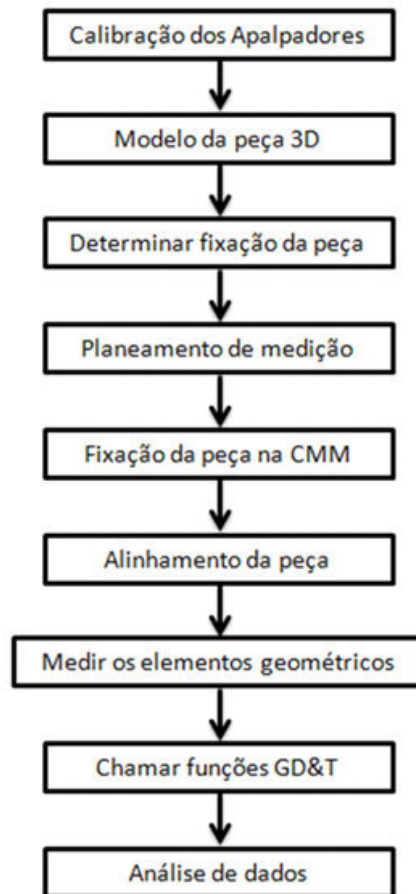 Calibração dos Apalpadores
Modelo da peça 3D
Determinar fixação da peça
Planeamento de medição
Fixação da peça na CMM
Alinhamento da peça
Medir os elementos geométricos
Chamar funções GD&T
Análise de dados